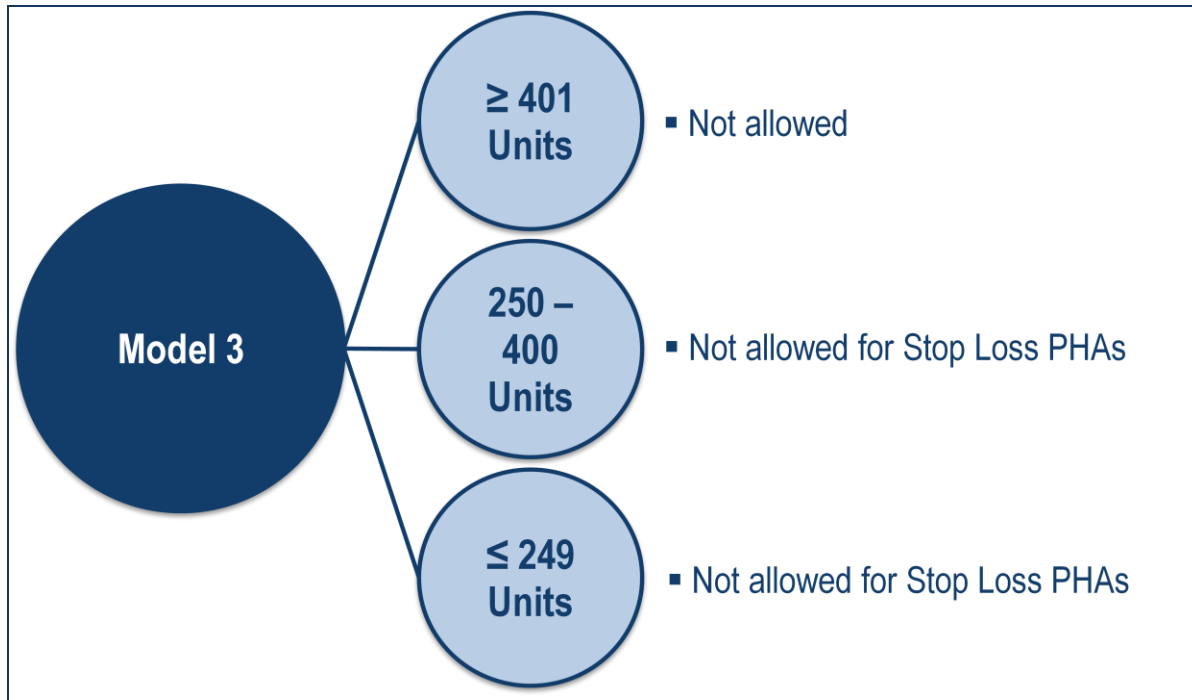 Model 3
≥ 401
Units
▪ Not allowed
250 –
400
Units
▪ Not allowed for Stop Loss PHAs
≤ 249
Units
▪ Not allowed for Stop Loss PHAs